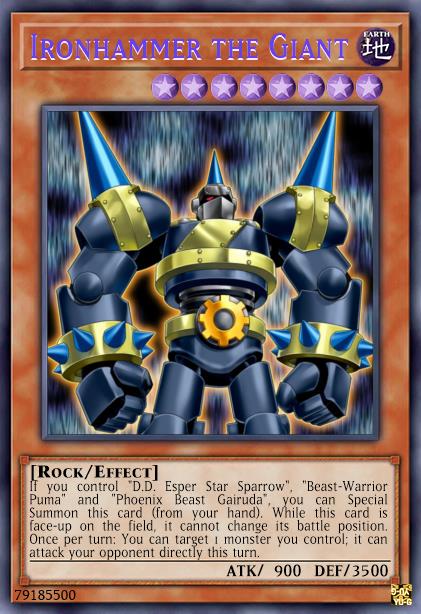 IRONHAMMER THE GIANT
EARTH
地
[ROCK/EFFECT]
If you control "D.D. Esper Star Sparrow", "Beast-Warrior
Puma" and "Phoenix Beast Gairuda", you can Special
Summon this card (from your hand). While this card is
face-up on the field, it cannot change its battle position.
Once per turn: You can target 1 monster you control; it can
attack your opponent directly this turn.
ATK/ 900 DEF/3500
79185500